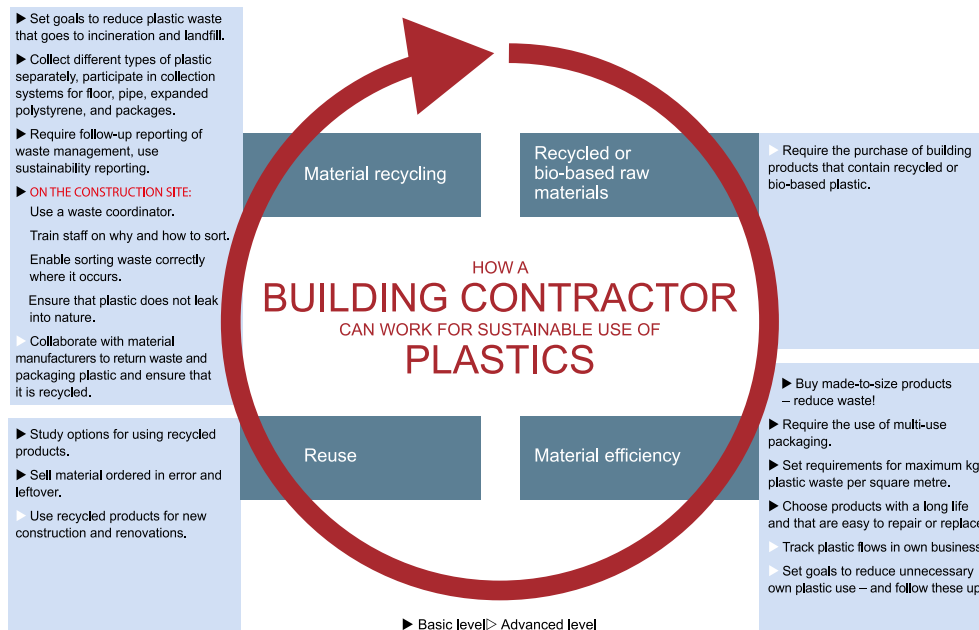 ▶ Set goals to reduce plastic waste
that goes to incineration and landfill.
▶ Collect different types of plastic
separately, participate in collection
systems for floor, pipe, expanded
polystyrene, and packages.
▶ Require follow-up reporting of
waste management, use
sustainability reporting.
▶ ON THE CONSTRUCTION SITE:
Use a waste coordinator.
Train staff on why and how to sort.
Enable sorting waste correctly
where it occurs.
Ensure that plastic does not leak
into nature.
▷ Collaborate with material
manufacturers to return waste and
packaging plastic and ensure that
it is recycled.
Material recycling
Recycled or
bio-based raw
materials
▷ Require the purchase of building
products that contain recycled or
bio-based plastic.
HOW A
BUILDING CONTRACTOR
CAN WORK FOR SUSTAINABLE USE OF
PLASTICS
▶ Study options for using recycled
products.
▶ Sell material ordered in error and
leftover.
▷ Use recycled products for new
construction and renovations.
Reuse
Material efficiency
▶ Buy made-to-size products
– reduce waste!
▶ Require the use of multi-use
packaging.
▶ Set requirements for maximum kg
plastic waste per square metre.
▶ Choose products with a long life
and that are easy to repair or replace
▷ Track plastic flows in own business
▷ Set goals to reduce unnecessary
own plastic use – and follow these up
▶ Basic level▷ Advanced level